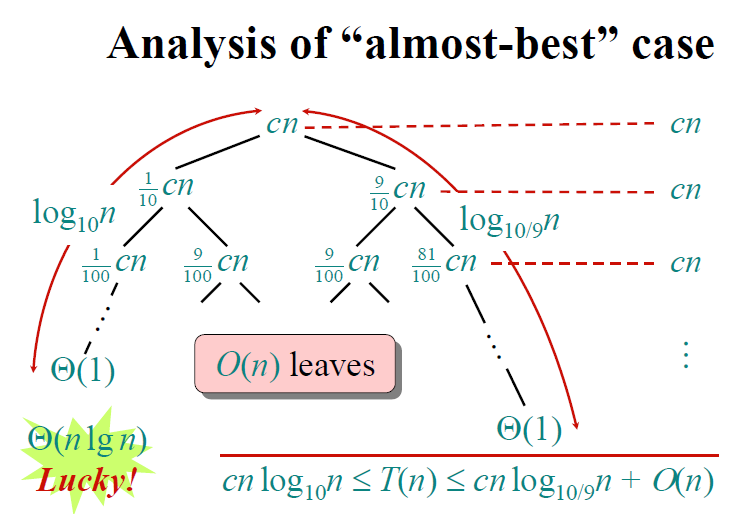 Analysis of “almost-best” case
cn cn
1/10 cn 9/10 cn cn
log₁₀n log₁₀/₉n
1/100 cn 9/100 cn 9/100 cn 81/100 cn cn
⋮
Θ(1) O(n) leaves
Θ(1)
Θ(n lg n)
Lucky!
cn log₁₀n ≤ T(n) ≤ cn log₁₀/₉n + O(n)